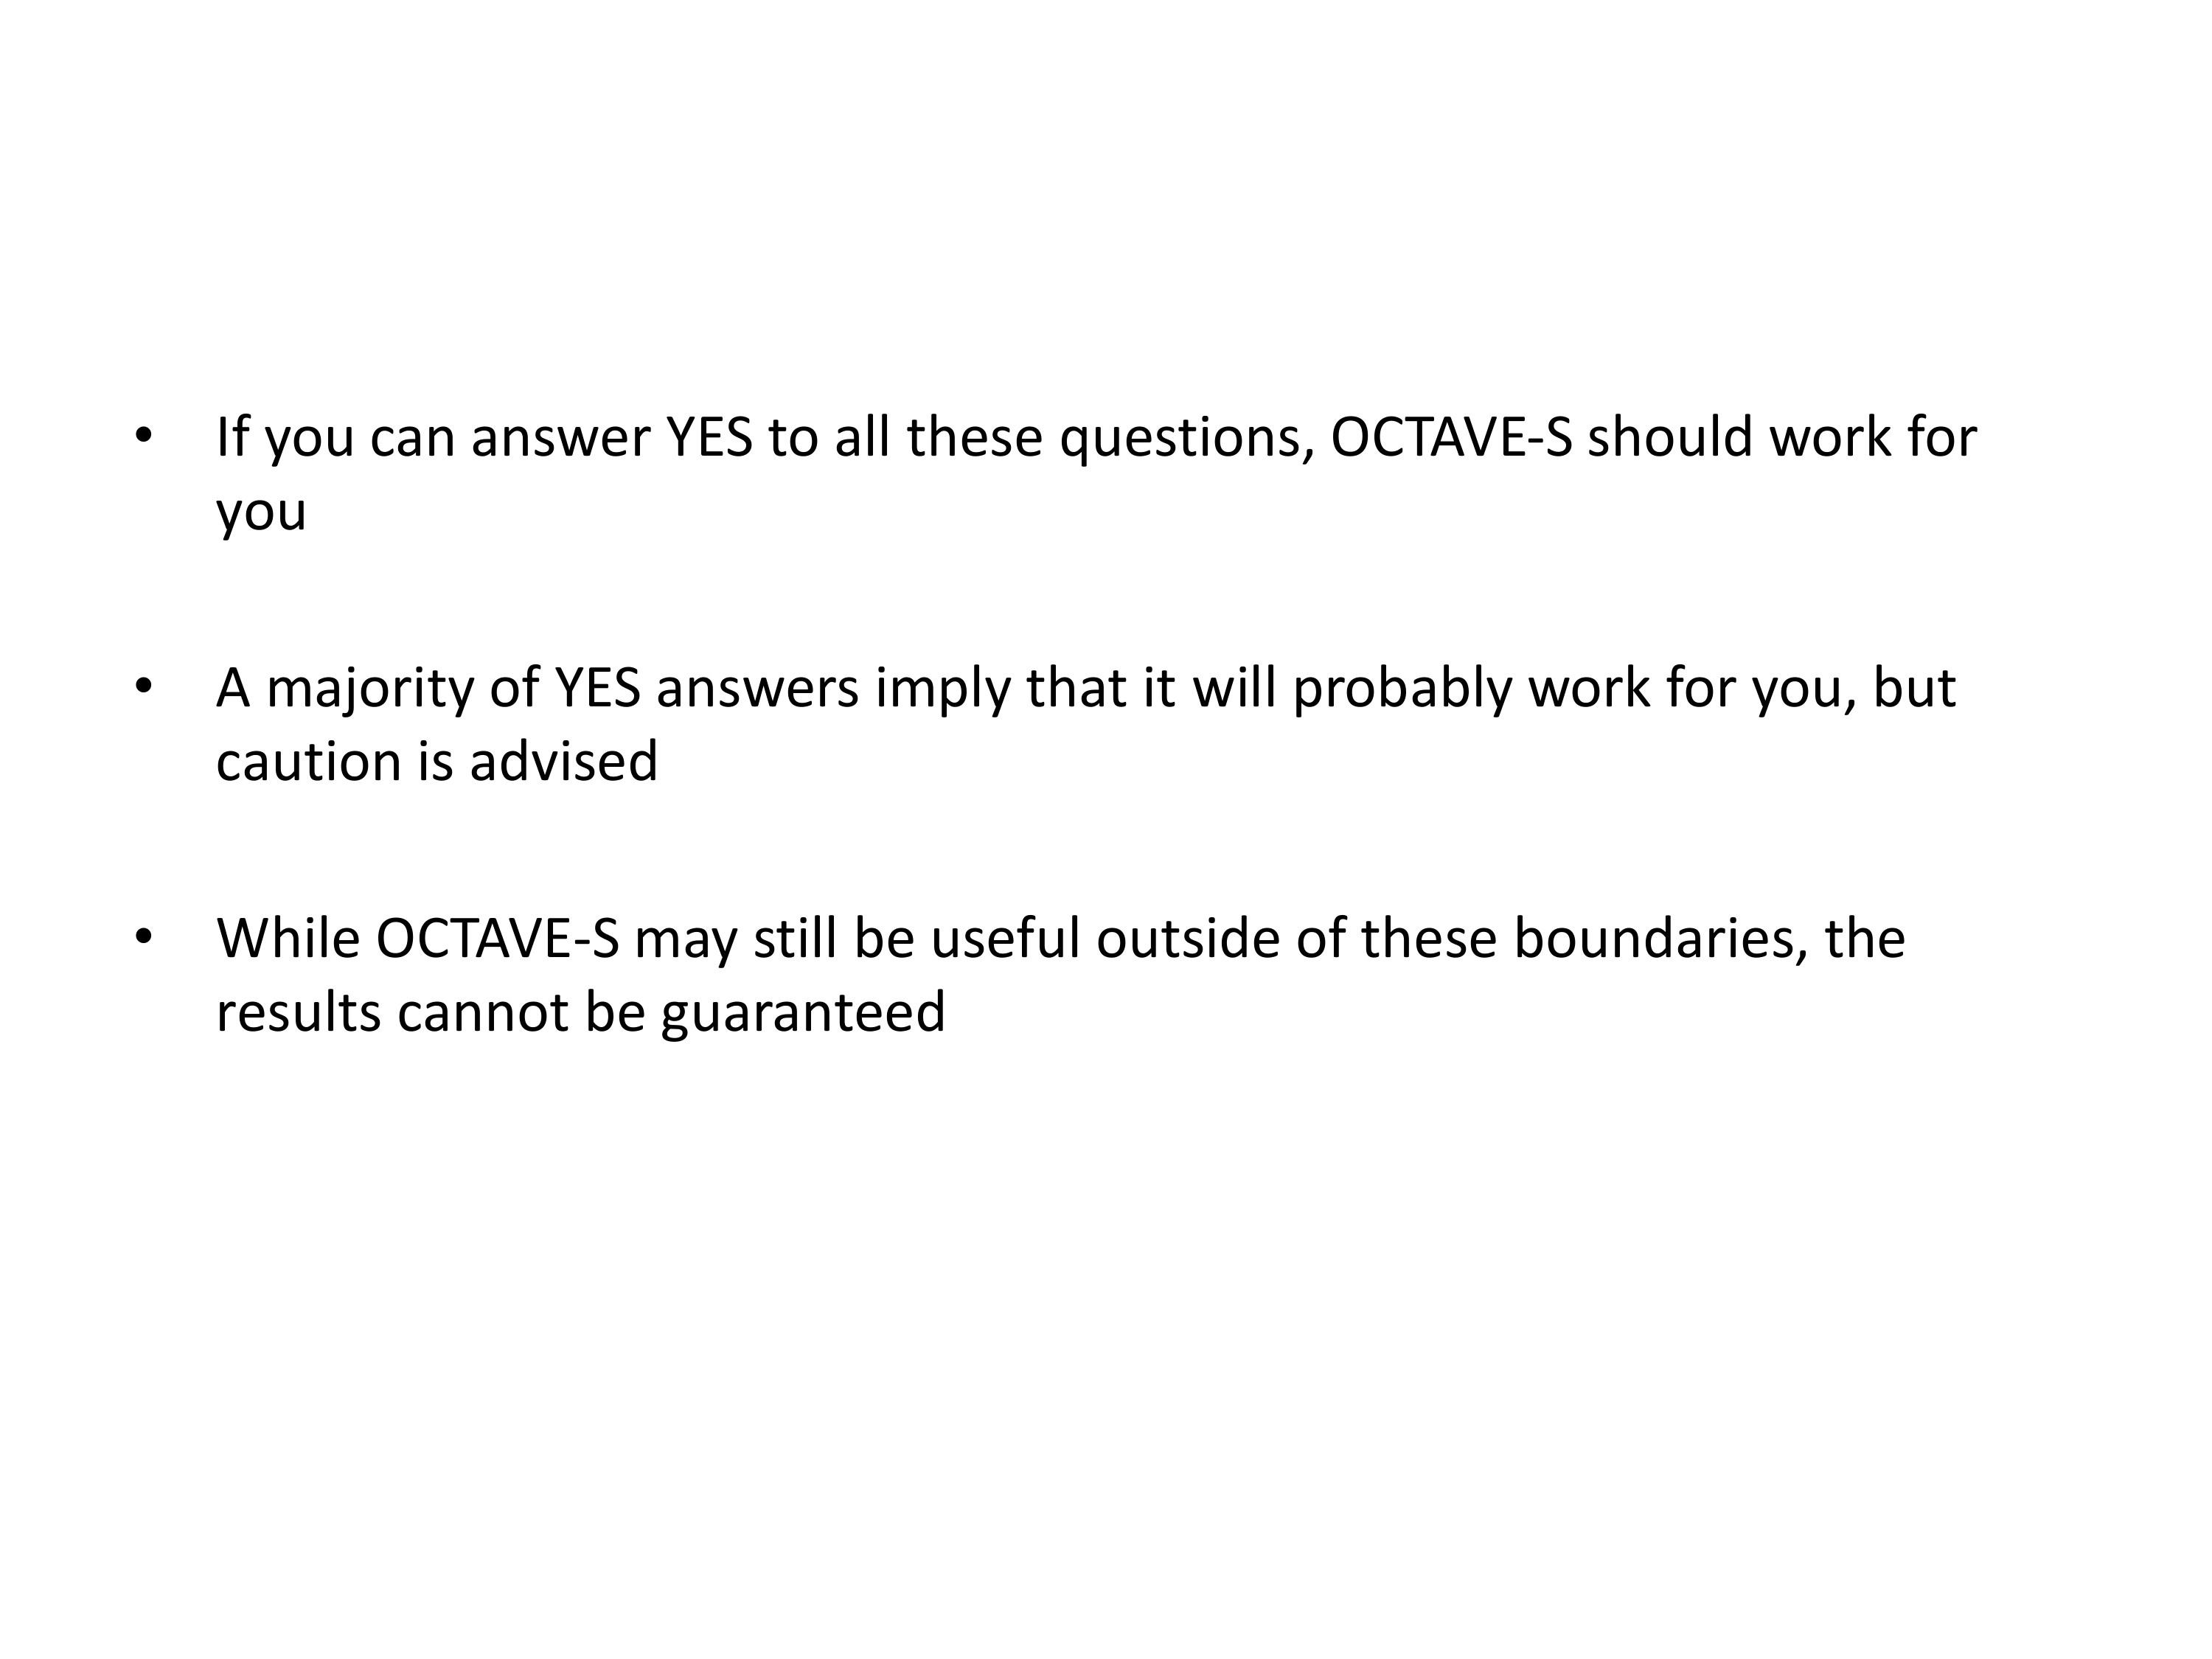 • If you can answer YES to all these questions, OCTAVE-S should work for
you
• A majority of YES answers imply that it will probably work for you, but
caution is advised
• While OCTAVE-S may still be useful outside of these boundaries, the
results cannot be guaranteed